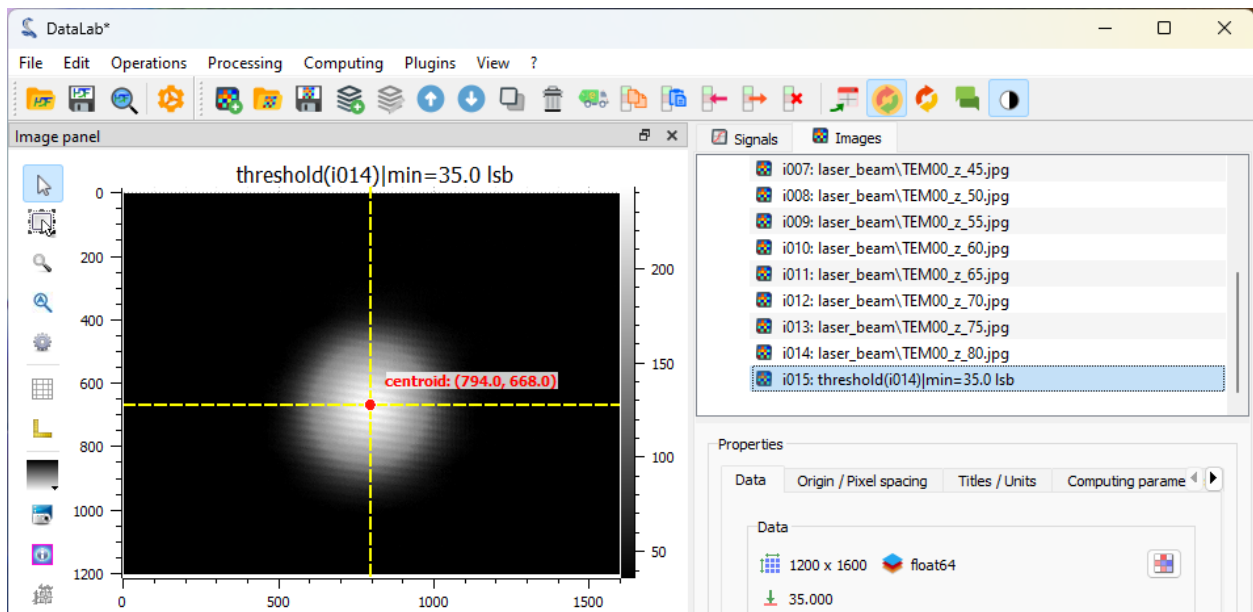 DataLab*
File Edit Operations Processing Computing Plugins View ?
Image panel
threshold(i014)|min=35.0 lsb
0
200
400
600
800
1000
1200
0 500 1000 1500
centroid: (794.0, 668.0)
200
150
100
50
Signals Images
i007: laser_beam\TEM00_z_45.jpg
i008: laser_beam\TEM00_z_50.jpg
i009: laser_beam\TEM00_z_55.jpg
i010: laser_beam\TEM00_z_60.jpg
i011: laser_beam\TEM00_z_65.jpg
i012: laser_beam\TEM00_z_70.jpg
i013: laser_beam\TEM00_z_75.jpg
i014: laser_beam\TEM00_z_80.jpg
i015: threshold(i014)|min=35.0 lsb
Properties
Data Origin / Pixel spacing Titles / Units Computing parame
Data
1200 x 1600 float64
35.000